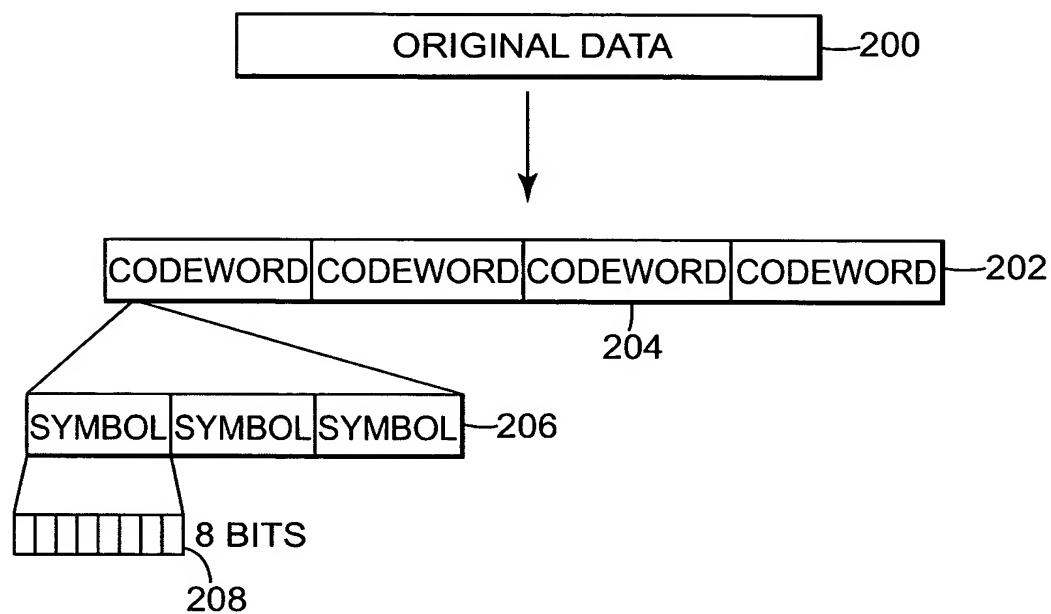 ORIGINAL DATA 200
CODEWORD CODEWORD CODEWORD CODEWORD 202
204
SYMBOL SYMBOL SYMBOL 206
8 BITS
208